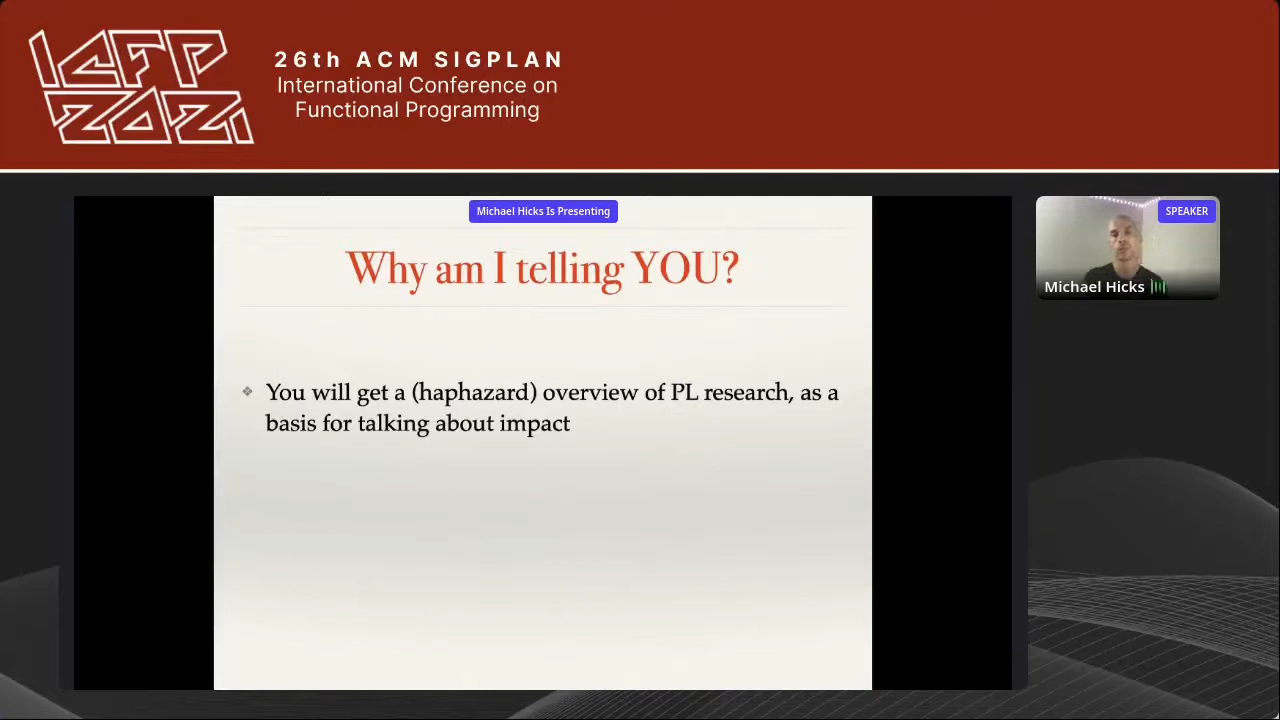 ICFP
2021
26th ACM SIGPLAN
International Conference on
Functional Programming
Michael Hicks Is Presenting
SPEAKER
Michael Hicks
Why am I telling YOU?
❖ You will get a (haphazard) overview of PL research, as a
basis for talking about impact